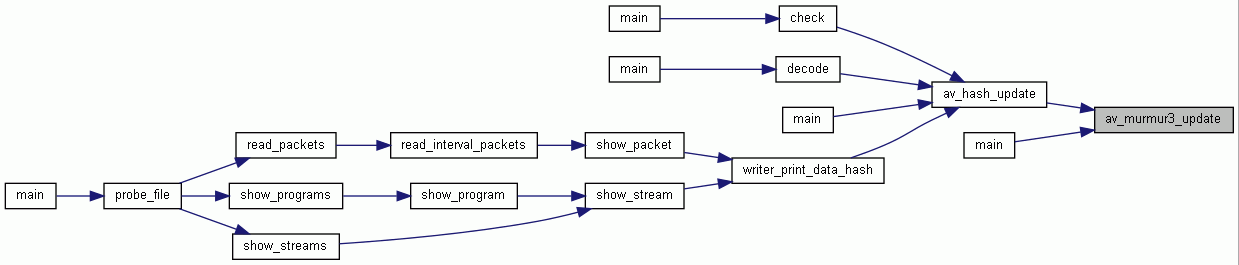 main
check
main
decode
av_hash_update
main
av_murmur3_update
main
read_packets
read_interval_packets
show_packet
writer_print_data_hash
main
probe_file
show_programs
show_program
show_stream
show_streams